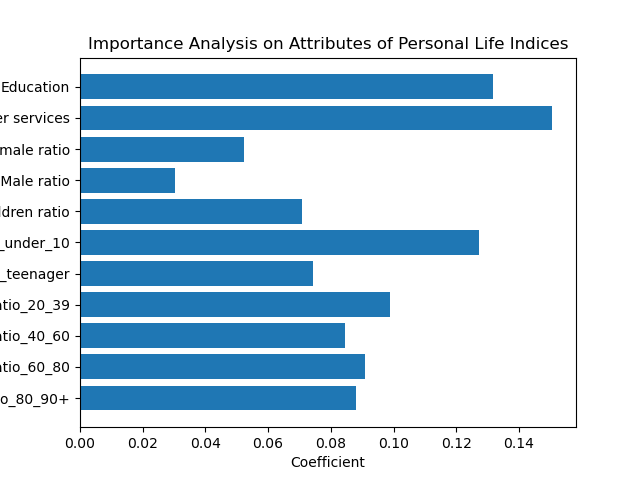 Importance Analysis on Attributes of Personal Life Indices
Education
er services
male ratio
Male ratio
ldren ratio
_under_10
_teenager
atio_20_39
atio_40_60
atio_60_80
o_80_90+
0.00 0.02 0.04 0.06 0.08 0.10 0.12 0.14
Coefficient